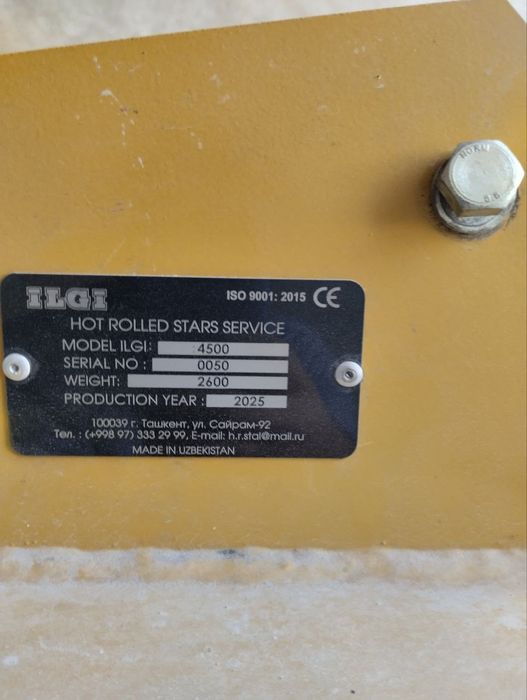 ILGI
ISO 9001: 2015 CE
HOT ROLLED STARS SERVICE
MODEL ILGI: 4500
SERIAL NO : 0050
WEIGHT: 2600
PRODUCTION YEAR : 2025
100039 г. Ташкент, ул. Сайрам-92
Тел. : (+998 97) 333 29 99, E-mail: h.r.stal@mail.ru
MADE IN UZBEKISTAN
8.8